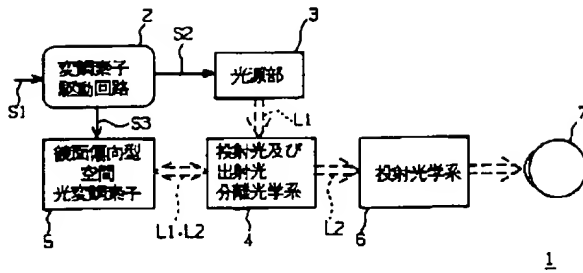 2
S2
3
変調素子
駆動回路
光源部
S1
S3
L1
7
鏡面偏向型
空間
光変調素子
投射光及び
出射光
分離光学系
投射光学系
5
L1・L2
4
L2
6
1